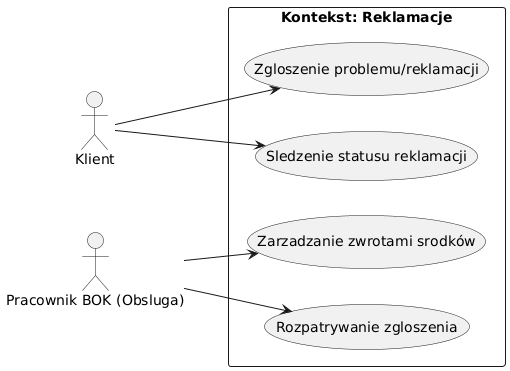 Kontekst: Reklamacje
Zgloszenie problemu/reklamacji
Klient
Sledzenie statusu reklamacji
Zarzadzanie zwrotami srodków
Pracownik BOK (Obsluga)
Rozpatrywanie zgloszenia